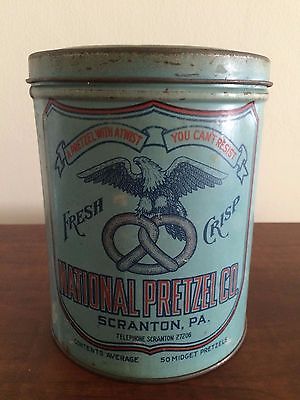 A PRETZEL WITH A TWIST YOU CAN'T RESIST
FRESH CRISP
NATIONAL PRETZEL CO.
SCRANTON, PA.
TELEPHONE SCRANTON 27206
CONTENTS AVERAGE 50 MIDGET PRETZELS